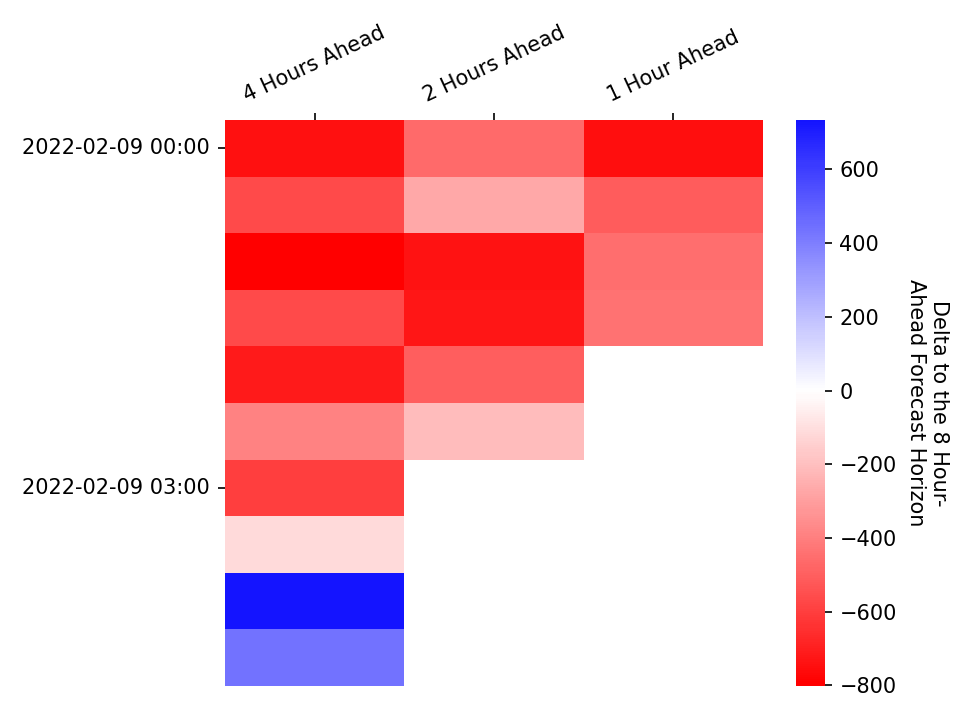 4 Hours Ahead
2 Hours Ahead
1 Hour Ahead
2022-02-09 00:00
2022-02-09 03:00
600
400
200
0
−200
−400
−600
−800
Delta to the 8 Hour-
Ahead Forecast Horizon